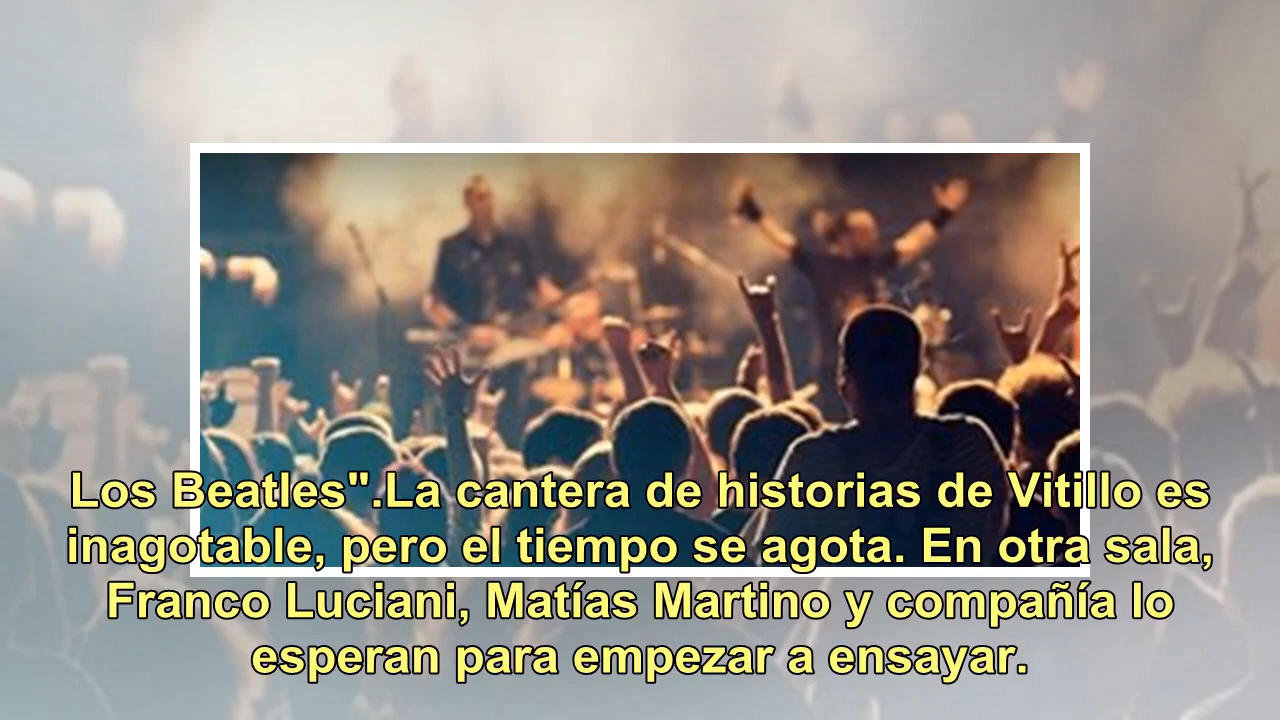 Los Beatles".La cantera de historias de Vitillo es
inagotable, pero el tiempo se agota. En otra sala,
Franco Luciani, Matías Martino y compañía lo
esperan para empezar a ensayar.